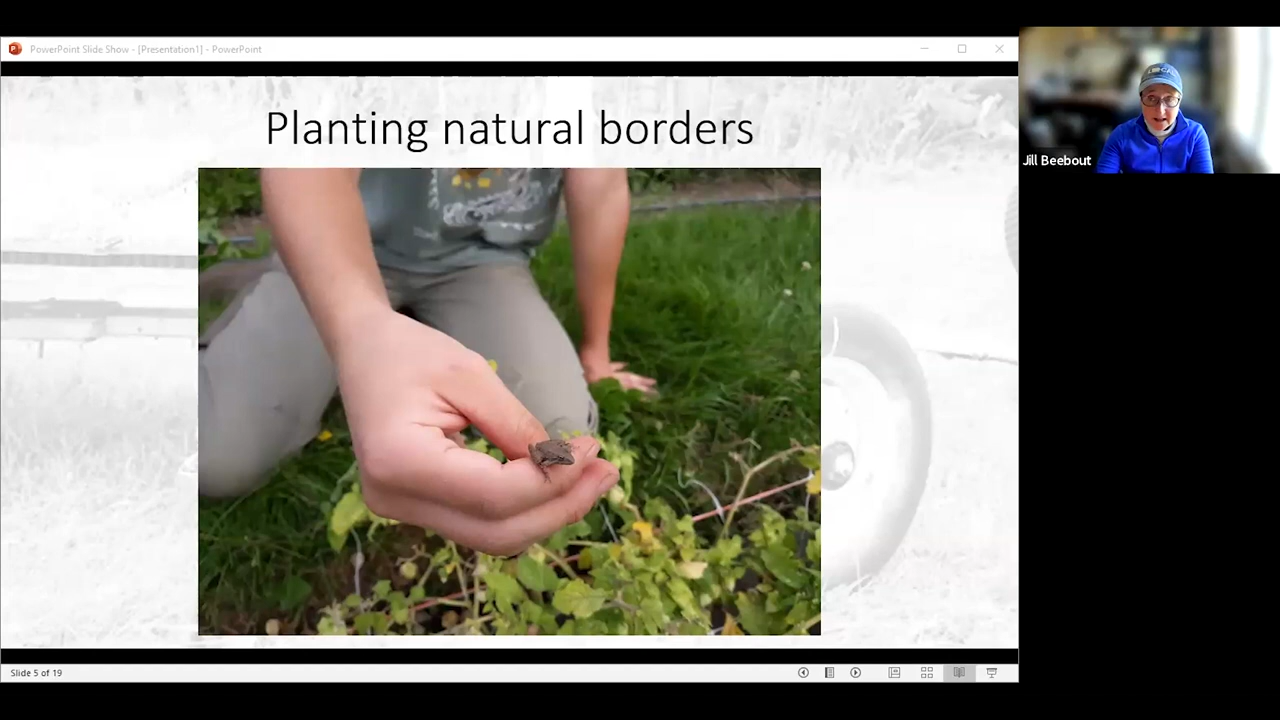 PowerPoint Slide Show - [Presentation1] - PowerPoint
Planting natural borders
Jill Beebout
Slide 5 of 19